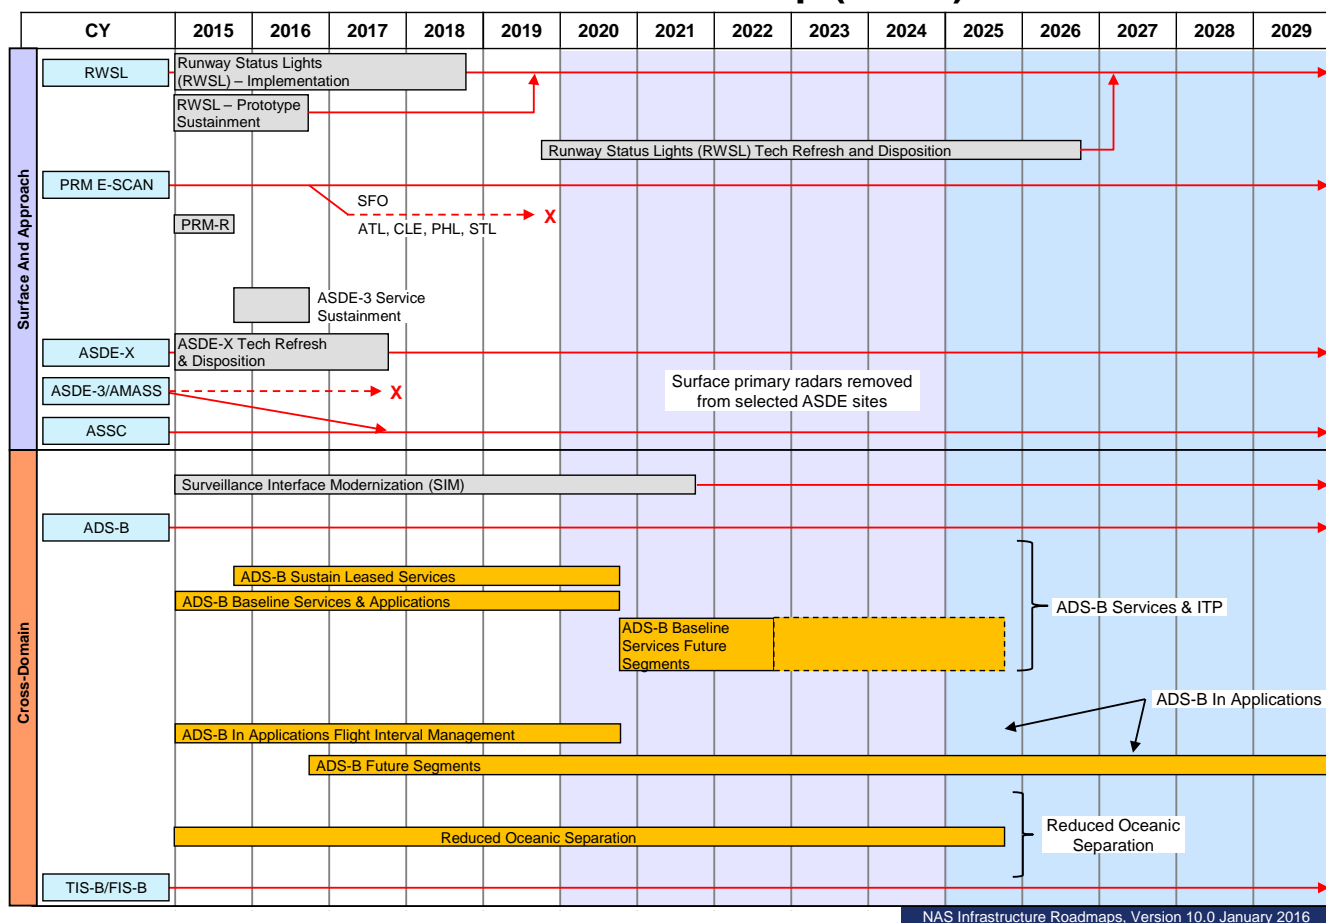 CY 2015 2016 2017 2018 2019 2020 2021 2022 2023 2024 2025 2026 2027 2028 2029
Surface And Approach
RWSL
Runway Status Lights
(RWSL) – Implementation
RWSL – Prototype
Sustainment
Runway Status Lights (RWSL) Tech Refresh and Disposition
PRM E-SCAN
SFO
X
PRM-R
ATL, CLE, PHL, STL
ASDE-3 Service
Sustainment
ASDE-X
ASDE-X Tech Refresh
& Disposition
ASDE-3/AMASS
X
Surface primary radars removed
from selected ASDE sites
ASSC
Cross-Domain
Surveillance Interface Modernization (SIM)
ADS-B
ADS-B Sustain Leased Services
ADS-B Baseline Services & Applications
ADS-B Services & ITP
ADS-B Baseline
Services Future
Segments
ADS-B In Applications
ADS-B In Applications Flight Interval Management
ADS-B Future Segments
Reduced Oceanic Separation
Reduced Oceanic
Separation
TIS-B/FIS-B
NAS Infrastructure Roadmaps, Version 10.0 January 2016